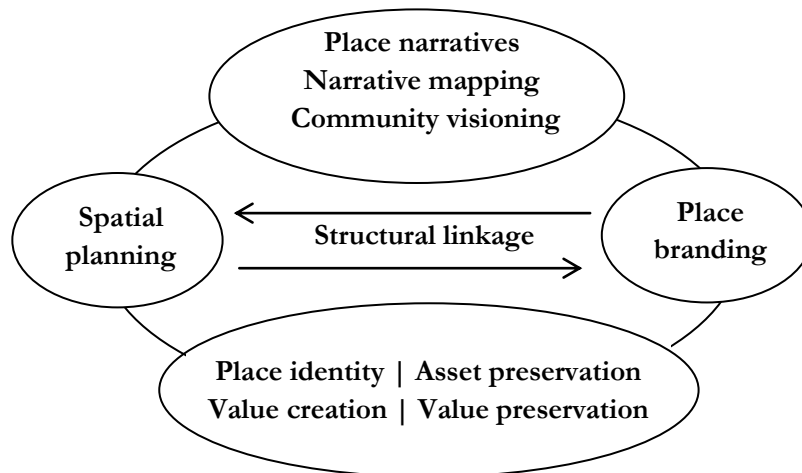 Place narratives
Narrative mapping
Community visioning
Spatial
planning
Structural linkage
Place
branding
Place identity | Asset preservation
Value creation | Value preservation